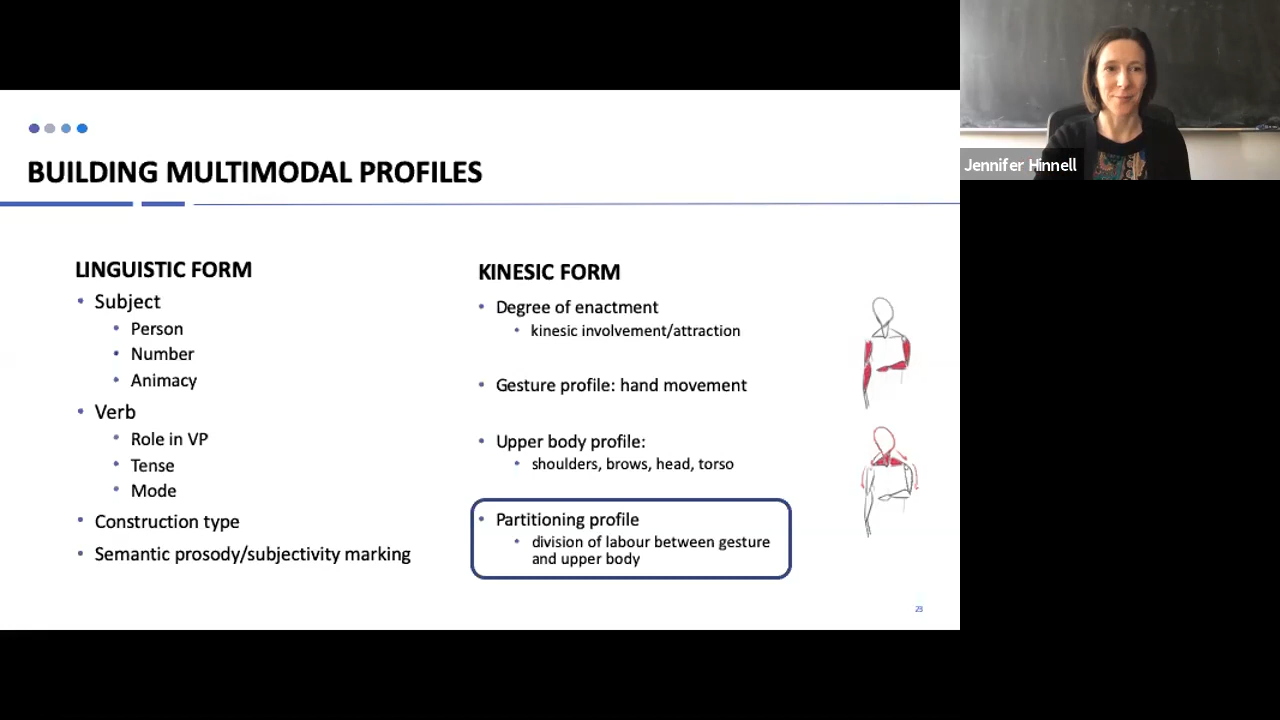 BUILDING MULTIMODAL PROFILES
LINGUISTIC FORM
• Subject
• Person
• Number
• Animacy
• Verb
• Role in VP
• Tense
• Mode
• Construction type
• Semantic prosody/subjectivity marking
KINESIC FORM
• Degree of enactment
• kinesic involvement/attraction
• Gesture profile: hand movement
• Upper body profile:
• shoulders, brows, head, torso
• Partitioning profile
• division of labour between gesture
and upper body
23
Jennifer Hinnell